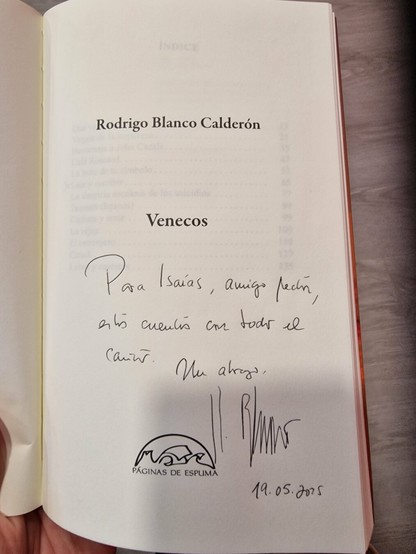 Rodrigo Blanco Calderón
Venecos
Para Isaías, amigo
estos cuentos con todo el
cariño.
Un abrazo,
R. Blanco
PÁGINAS DE ESPUMA
19.05.2025